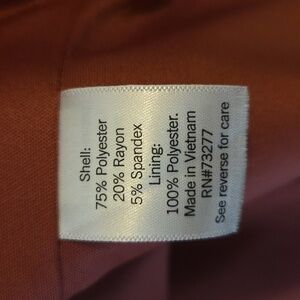 Shell:
75% Polyester
20% Rayon
5% Spandex
Lining:
100% Polyester.
Made in Vietnam
RN#73277
See reverse for care